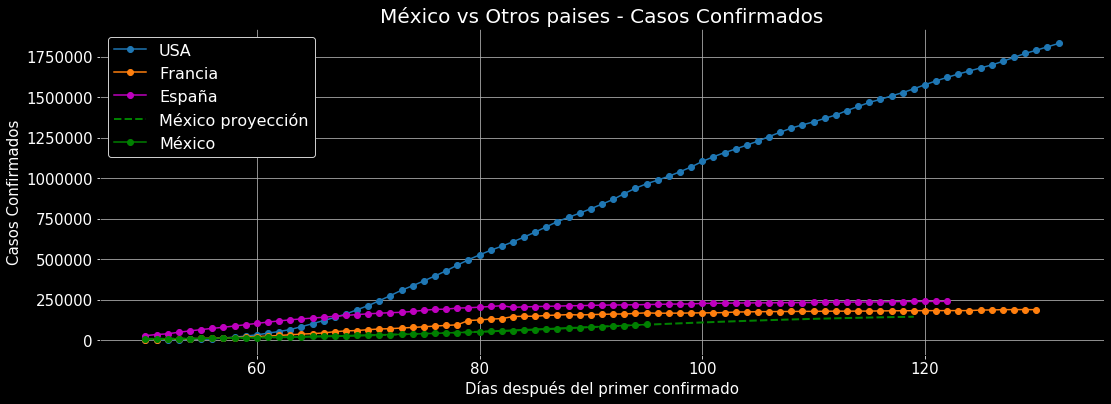 México vs Otros paises - Casos Confirmados
USA
Francia
España
México proyección
México
Casos Confirmados
1750000
1500000
1250000
1000000
750000
500000
250000
0
60
80
100
120
Días después del primer confirmado